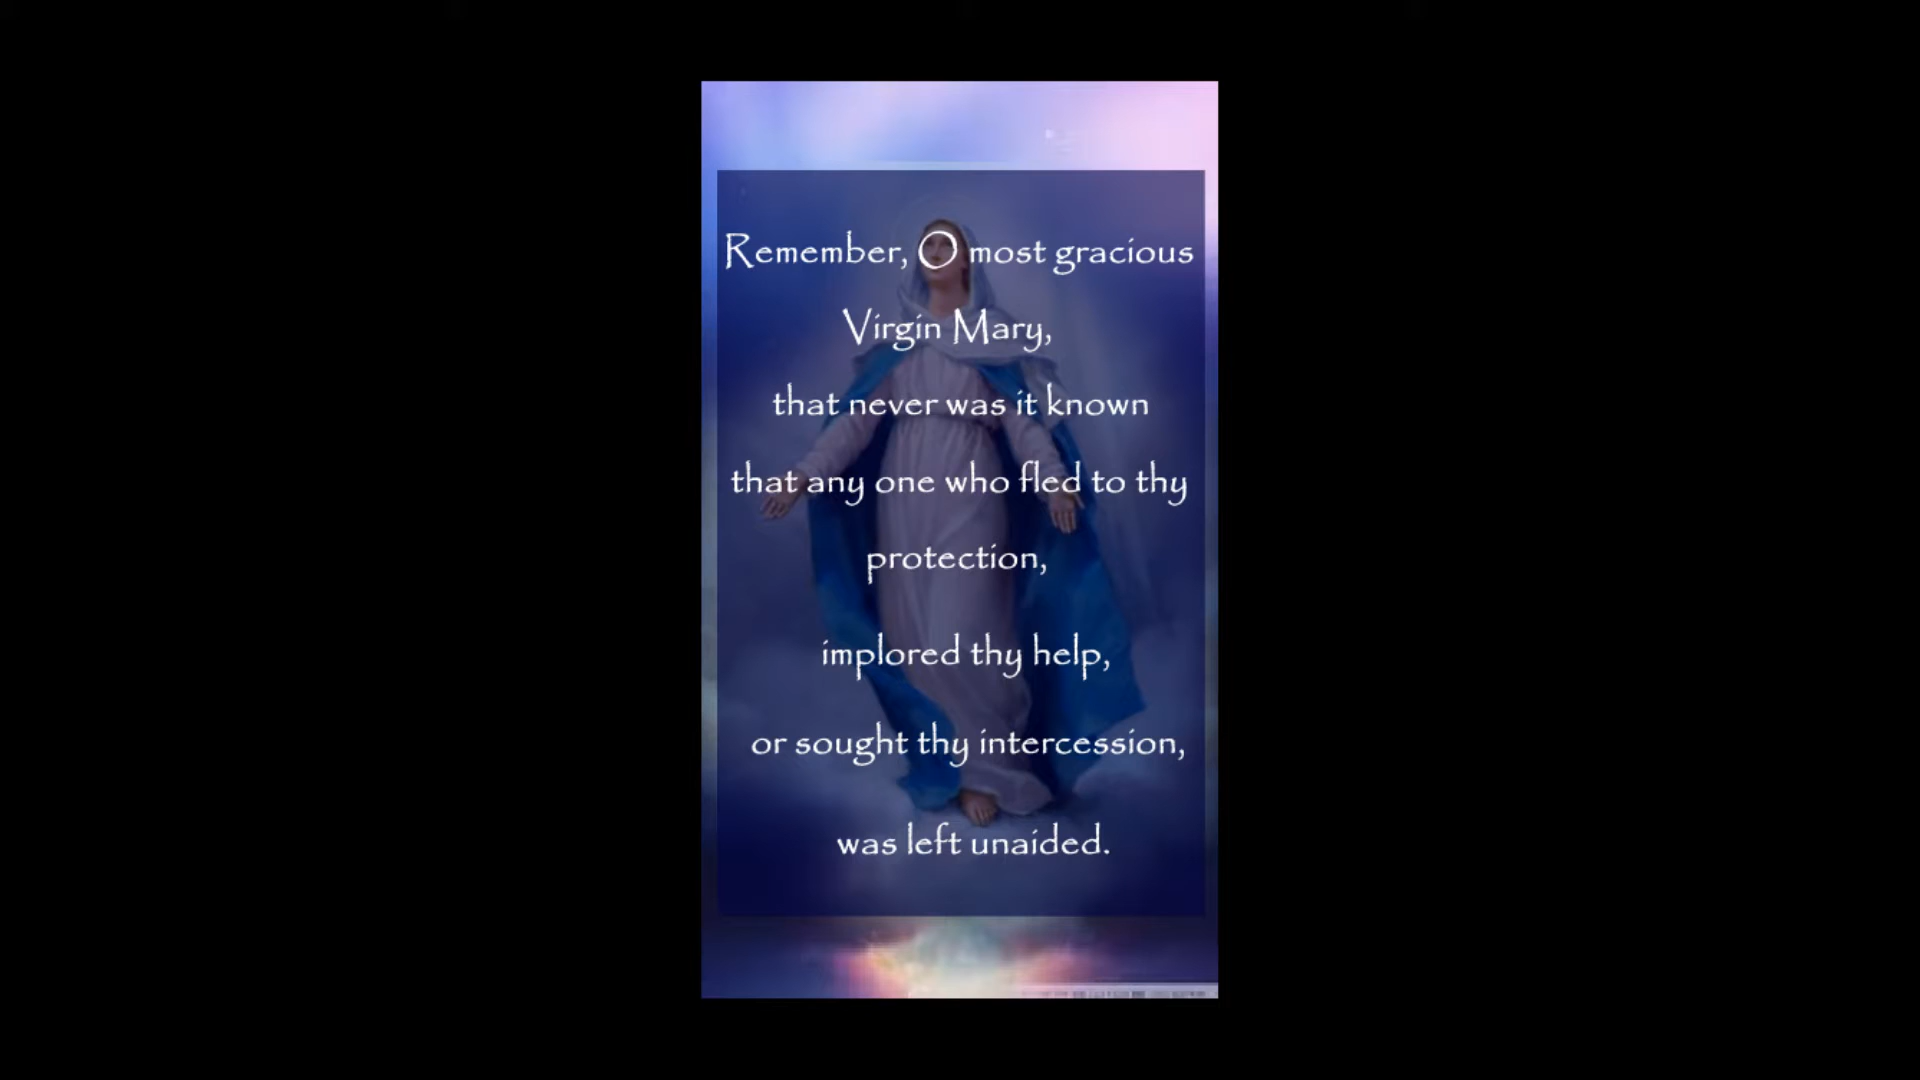 Remember, O most gracious
Virgin Mary,
that never was it known
that any one who fled to thy
protection,
implored thy help,
or sought thy intercession,
was left unaided.